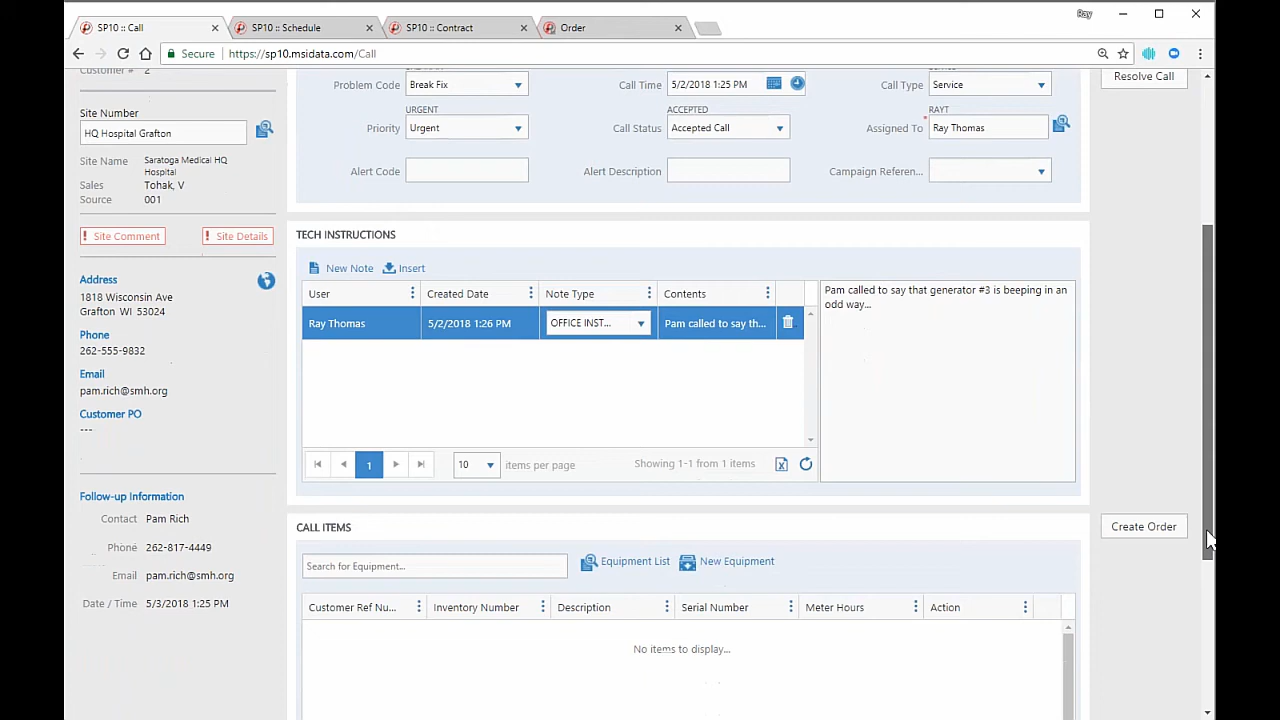 Ray
SP10 :: Call
SP10 :: Schedule
SP10 :: Contract
Order
Secure
https://sp10.msidata.com/Call
Customer # 2
Site Number
HQ Hospital Grafton
Site Name Saratoga Medical HQ
Hospital
Sales Tohak, V
Source 001
! Site Comment ! Site Details
Address
1818 Wisconsin Ave
Grafton WI 53024
Phone
262-555-9832
Email
pam.rich@smh.org
Customer PO
---
Follow-up Information
Contact Pam Rich
Phone 262-817-4449
Email pam.rich@smh.org
Date / Time 5/3/2018 1:25 PM
Problem Code Break Fix Call Time 5/2/2018 1:25 PM Call Type Service
URGENT ACCEPTED RAYT
Priority Urgent Call Status Accepted Call Assigned To * Ray Thomas
Alert Code Alert Description Campaign Referen...
TECH INSTRUCTIONS
New Note Insert
User Created Date Note Type Contents
Ray Thomas 5/2/2018 1:26 PM OFFICE INST... Pam called to say th...
Pam called to say that generator #3 is beeping in an
odd way...
1 10 items per page Showing 1-1 from 1 items
CALL ITEMS
Search for Equipment... Equipment List New Equipment
Customer Ref Nu... Inventory Number Description Serial Number Meter Hours Action
No items to display...
Resolve Call
Create Order